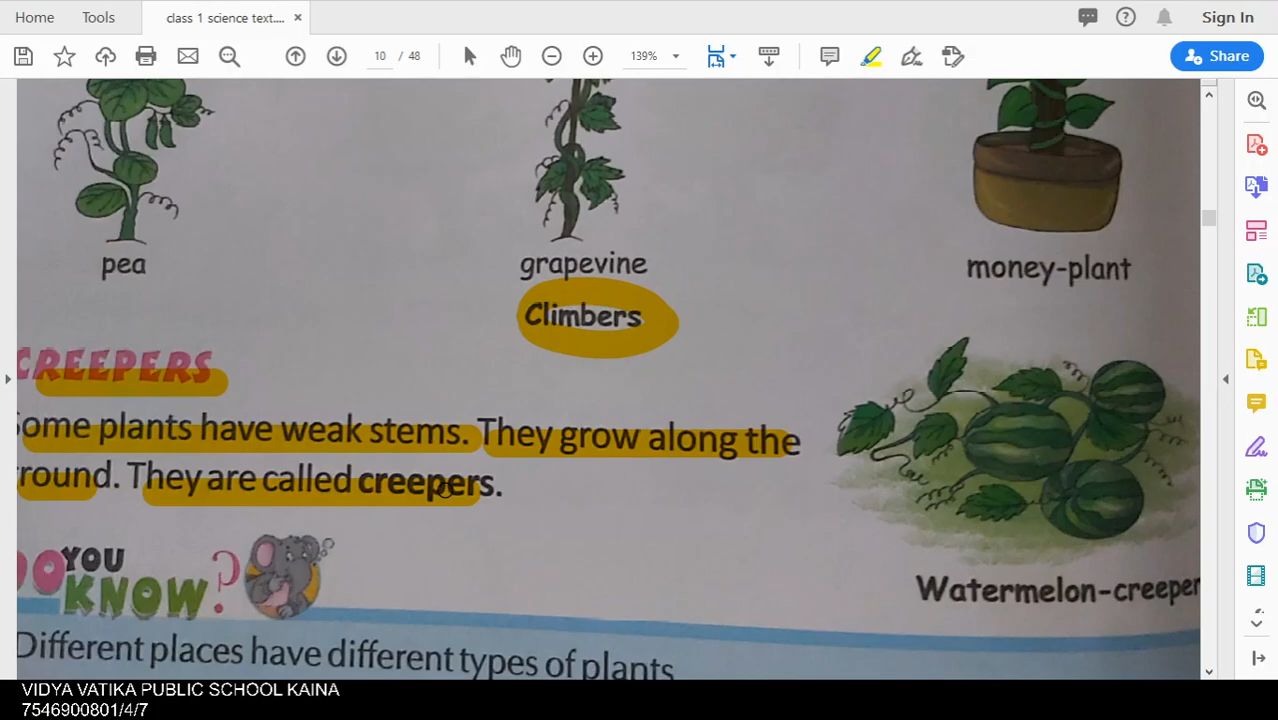 Home
Tools
class 1 science text....
Sign In
10 / 48
139%
Share
pea
grapevine
money-plant
Climbers
CREEPERS
Some plants have weak stems. They grow along the
round. They are called creepers.
DO YOU
KNOW?
Watermelon-creeper
Different places have different types of plants
VIDYA VATIKA PUBLIC SCHOOL KAINA
7546900801/4/7